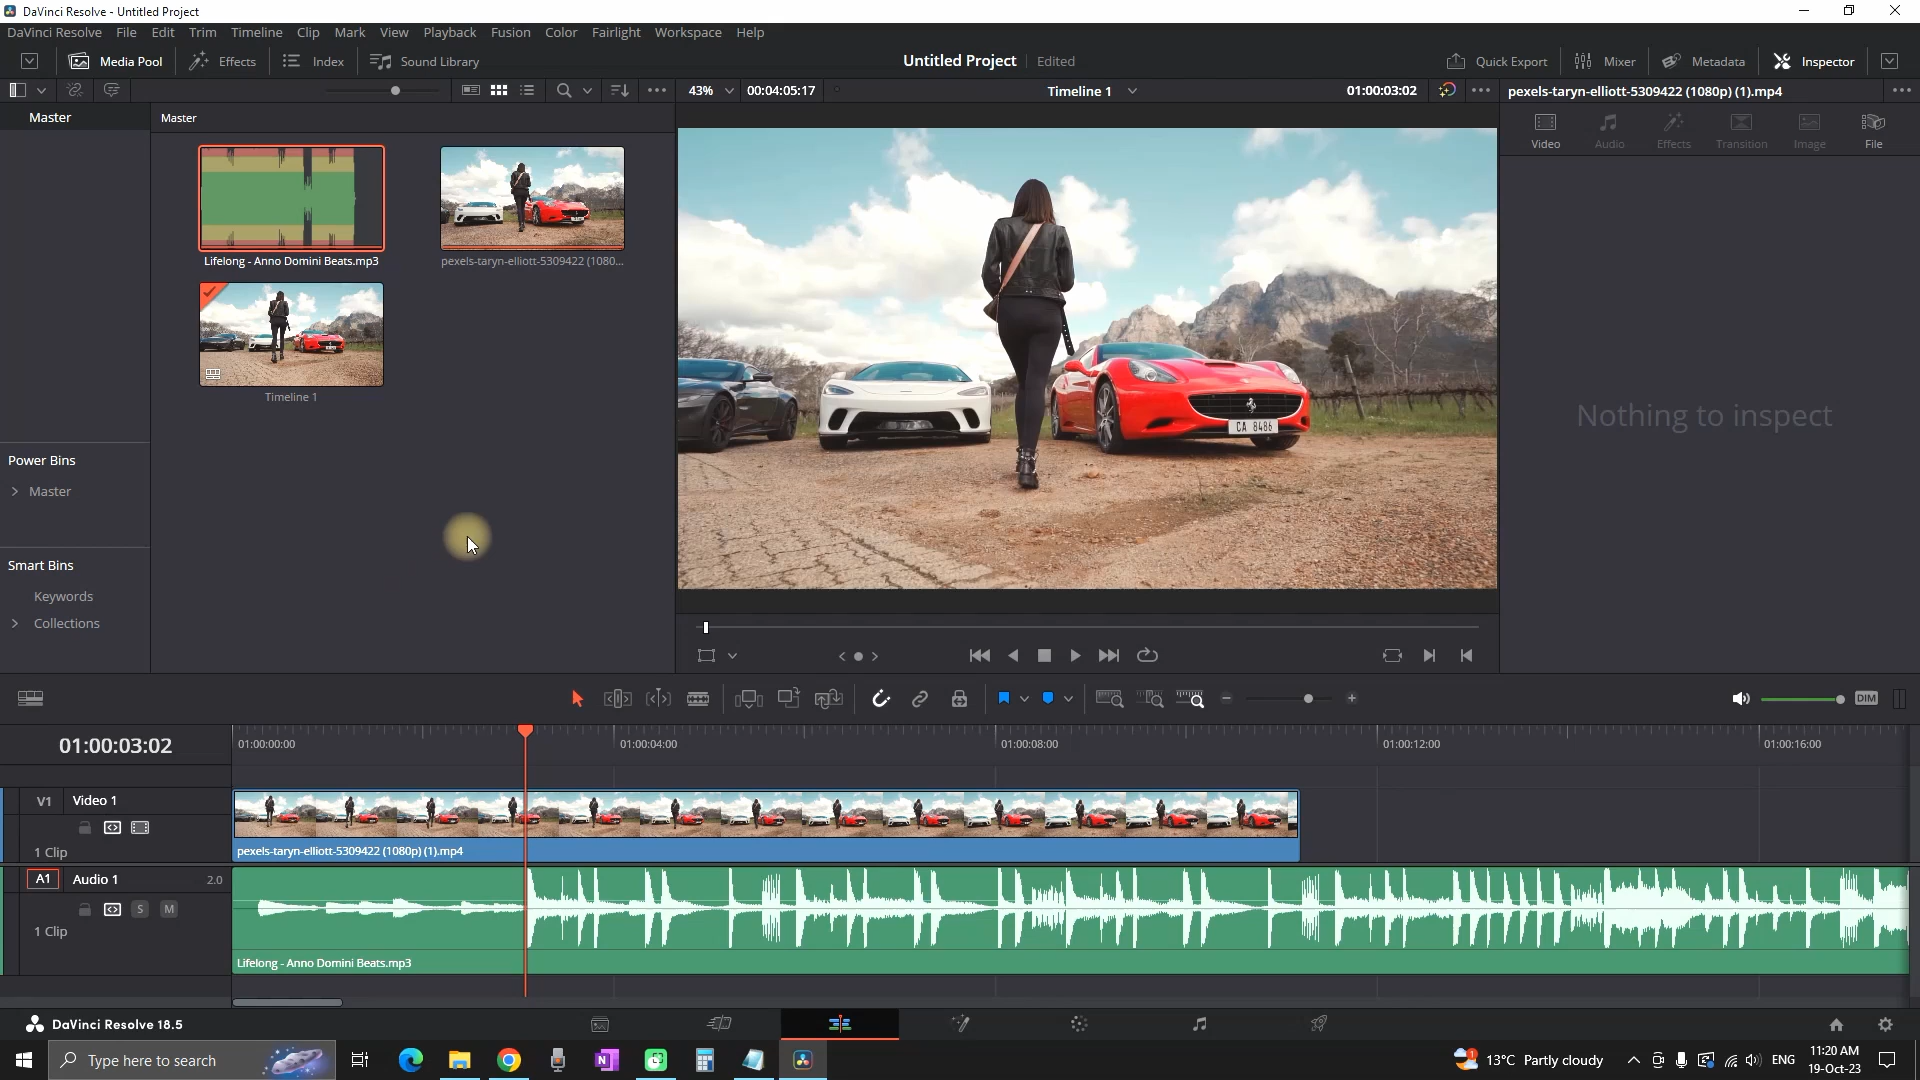 DaVinci Resolve - Untitled Project
DaVinci Resolve File Edit Trim Timeline Clip Mark View Playback Fusion Color Fairlight Workspace Help
Media Pool Effects Index Sound Library Untitled Project Edited Quick Export Mixer Metadata Inspector
43% 00:04:05:17 Timeline 1 01:00:03:02 pexels-taryn-elliott-5309422 (1080p) (1).mp4
Master Master
Video Audio Effects Transition Image File
Lifelong - Anno Domini Beats.mp3 pexels-taryn-elliott-5309422 (1080...
Timeline 1
CA 8486
Nothing to inspect
Power Bins
Master
Smart Bins
Keywords
Collections
DIM
01:00:03:02 01:00:00:00 01:00:04:00 01:00:08:00 01:00:12:00 01:00:16:00
V1 Video 1
1 Clip pexels-taryn-elliott-5309422 (1080p) (1).mp4
A1 Audio 1 2.0
S M
1 Clip
Lifelong - Anno Domini Beats.mp3
DaVinci Resolve 18.5
Type here to search 1 13°C Partly cloudy ENG 11:20 AM
19-Oct-23